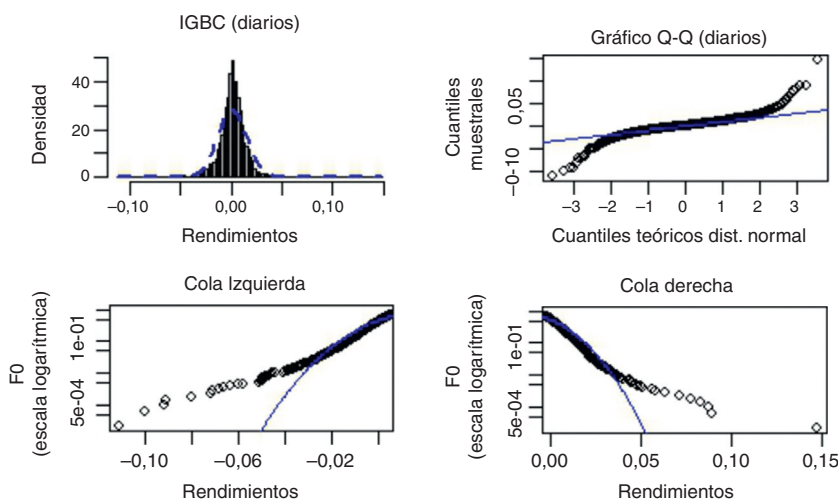 IGBC (diarios)
Densidad
40
20
0
–0,10
0,00
0,10
Rendimientos
Gráfico Q-Q (diarios)
Cuantiles
muestrales
0,05
–0-10
–3
–2
–1
0
1
2
3
Cuantiles teóricos dist. normal
Cola Izquierda
F0
(escala logarítmica)
1e-01
5e-04
–0,10
–0,06
–0,02
Rendimientos
Cola derecha
F0
(escala logarítmica)
1e-01
5e-04
0,00
0,05
0,10
0,15
Rendimientos